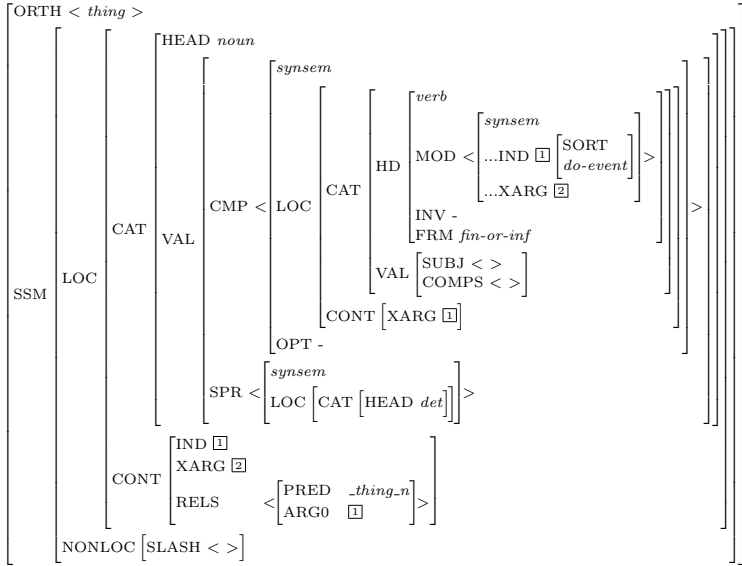 ORTH < thing >
HEAD noun
synsem
verb
synsem
...IND 1 SORT
do-event
MOD < >
HD
...XARG 2
CAT
INV -
FRM fin-or-inf
CMP < LOC >
CAT
VAL
VAL SUBJ < >
COMPS < >
LOC
SSM
CONT XARG 1
OPT -
synsem
SPR < >
LOC CAT HEAD det
IND 1
XARG 2
CONT
RELS < PRED _thing_n >
ARG0 1
NONLOC SLASH < >